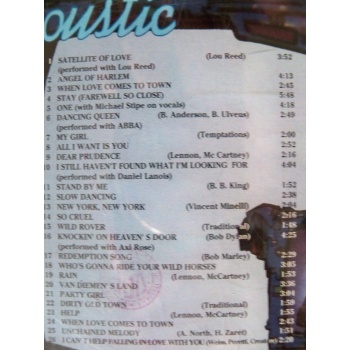 oustic
1 SATELLITE OF LOVE (Lou Reed) 3:52
(performed with Lou Reed)
2 ANGEL OF HARLEM 4:13
3 WHEN LOVE COMES TO TOWN 2:45
4 STAY (FAREWELL SO CLOSE) 5:48
5 ONE (with Michael Stipe on vocals) 4:18
6 DANCING QUEEN (B. Anderson, B. Ulveus) 2:49
(performed with ABBA)
7 MY GIRL (Temptations) 2:00
8 ALL I WANT IS YOU 2:52
9 DEAR PRUDENCE (Lennon, Mc Cartney) 2:16
10 I STILL HAVEN'T FOUND WHAT I'M LOOKING FOR 4:04
(performed with Daniel Lanois)
11 STAND BY ME (B. B. King) 1:52
12 SLOW DANCING 2:38
13 NEW YORK, NEW YORK (Vincent Minelli) 2:04
14 SO CRUEL 2:16
15 WILD ROVER (Traditional) 1:48
16 KNOCKIN' ON HEAVEN'S DOOR (Bob Dylan) 4:25
(performed with Axl Rose)
17 REDEMPTION SONG (Bob Marley) 2:29
18 WHO'S GONNA RIDE YOUR WILD HORSES 3:05
19 RAIN (Lennon, McCartney) 1:53
20 VAN DIEMEN'S LAND 3:36
21 PARTY GIRL 3:04
22 DIRTY OLD TOWN (Traditional) 1:59
23 HELP (Lennon, McCartney) 1:55
24 WHEN LOVE COMES TO TOWN 2:43
25 UNCHAINED MELODY (A. North, H. Zaret) 2:51
26 I CAN'T HELP FALLING IN LOVE WITH YOU (Weiss, Peretti, Creatore) 2:20